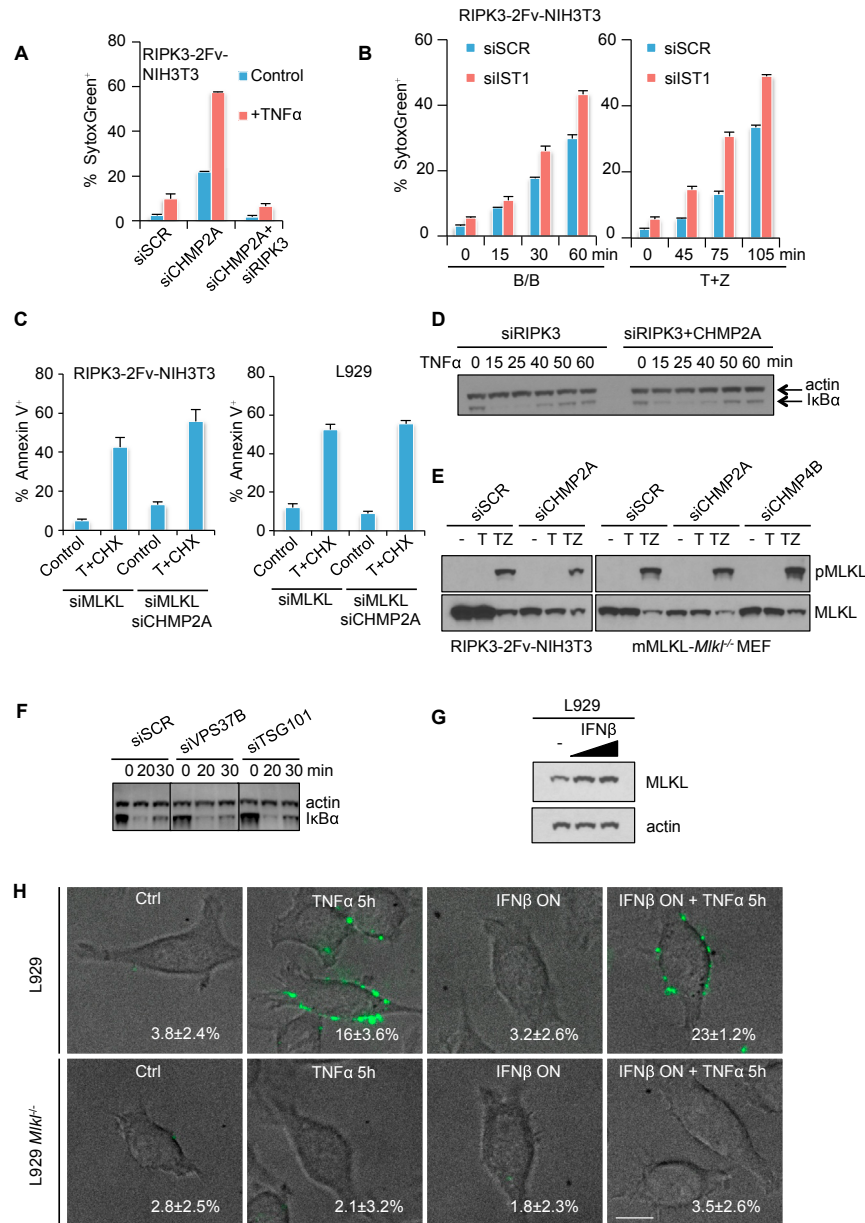 A
RIPK3-2Fv-
NIH3T3
Control
+TNFα
% SytoxGreen⁺
80
60
40
20
0
siSCR
siCHMP2A
siCHMP2A+
siRIPK3
B
RIPK3-2Fv-NIH3T3
siSCR
siIST1
% SytoxGreen⁺
60
40
20
0
0 15 30 60 min
B/B
siSCR
siIST1
60
40
20
0
0 45 75 105 min
T+Z
C
RIPK3-2Fv-NIH3T3
% Annexin V⁺
80
60
40
20
0
Control
T+CHX
Control
T+CHX
siMLKL
siMLKL
siCHMP2A
L929
% Annexin V⁺
80
60
40
20
0
Control
T+CHX
Control
T+CHX
siMLKL
siMLKL
siCHMP2A
D
siRIPK3 siRIPK3+CHMP2A
TNFα 0 15 25 40 50 60 0 15 25 40 50 60 min
actin
IκBα
E
siSCR siCHMP2A siSCR siCHMP2A siCHMP4B
- T TZ - T TZ - T TZ - T TZ - T TZ
pMLKL
MLKL
RIPK3-2Fv-NIH3T3 mMLKL-Mlkl-/- MEF
F
siSCR siVPS37B siTSG101
0 20 30 0 20 30 0 20 30 min
actin
IκBα
G
L929
IFNβ
-
MLKL
actin
H
L929
Ctrl TNFα 5h IFNβ ON IFNβ ON + TNFα 5h
3.8±2.4% 16±3.6% 3.2±2.6% 23±1.2%
L929 Mlkl-/-
Ctrl TNFα 5h IFNβ ON IFNβ ON + TNFα 5h
2.8±2.5% 2.1±3.2% 1.8±2.3% 3.5±2.6%